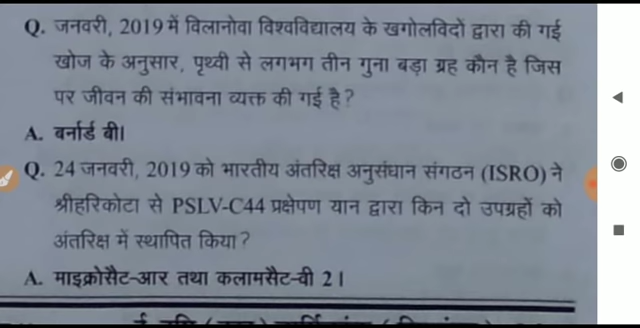 Q. जनवरी, 2019 में विलानोवा विश्वविद्यालय के खगोलविदों द्वारा की गई
खोज के अनुसार, पृथ्वी से लगभग तीन गुना बड़ा ग्रह कौन है जिस
पर जीवन की संभावना व्यक्त की गई है?
A. बर्नार्ड बी।
Q. 24 जनवरी, 2019 को भारतीय अंतरिक्ष अनुसंधान संगठन (ISRO) ने
श्रीहरिकोटा से PSLV-C44 प्रक्षेपण यान द्वारा किन दो उपग्रहों को
अंतरिक्ष में स्थापित किया?
A. माइक्रोसैट-आर तथा कलामसैट-वी 2।